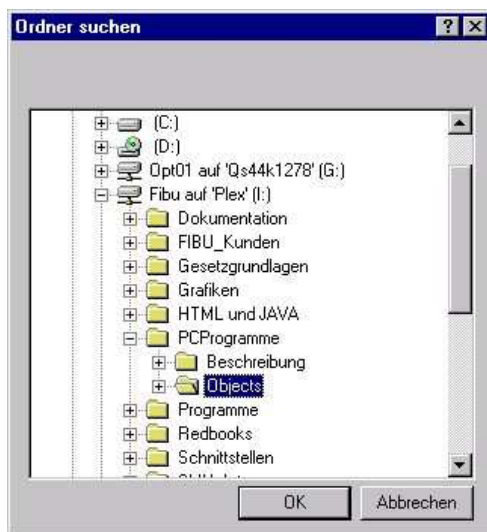 Ordner suchen
(C:)
(D:)
Opt01 auf 'Qs44k1278' (G:)
Fibu auf 'Plex' (I:)
Dokumentation
FIBU_Kunden
Gesetzgrundlagen
Grafiken
HTML und JAVA
PCProgramme
Beschreibung
Objects
Programme
Redbooks
Schnittstellen
OK Abbrechen